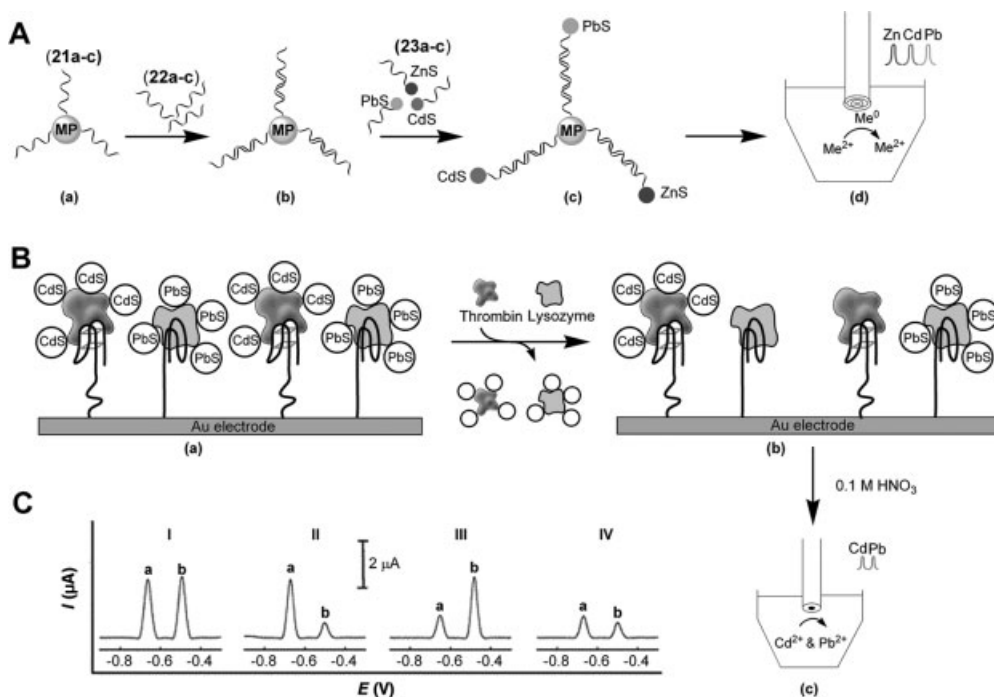 A
(21a-c)
MP
(a)
(22a-c)
MP
(b)
(23a-c)
ZnS
PbS
CdS
PbS
MP
CdS
ZnS
(c)
Zn Cd Pb
Me0
Me2+ Me2+
(d)
B
CdS CdS CdS CdS PbS PbS PbS PbS CdS CdS CdS CdS PbS PbS PbS PbS
Au electrode
(a)
Thrombin Lysozyme
CdS CdS CdS CdS PbS PbS PbS PbS
Au electrode
(b)
0.1 M HNO3
CdPb
Cd2+ & Pb2+
(c)
C
I II III IV
2 µA
a b a b a b a b
I (µA)
-0.8 -0.6 -0.4 -0.8 -0.6 -0.4 -0.8 -0.6 -0.4 -0.8 -0.6 -0.4
E (V)